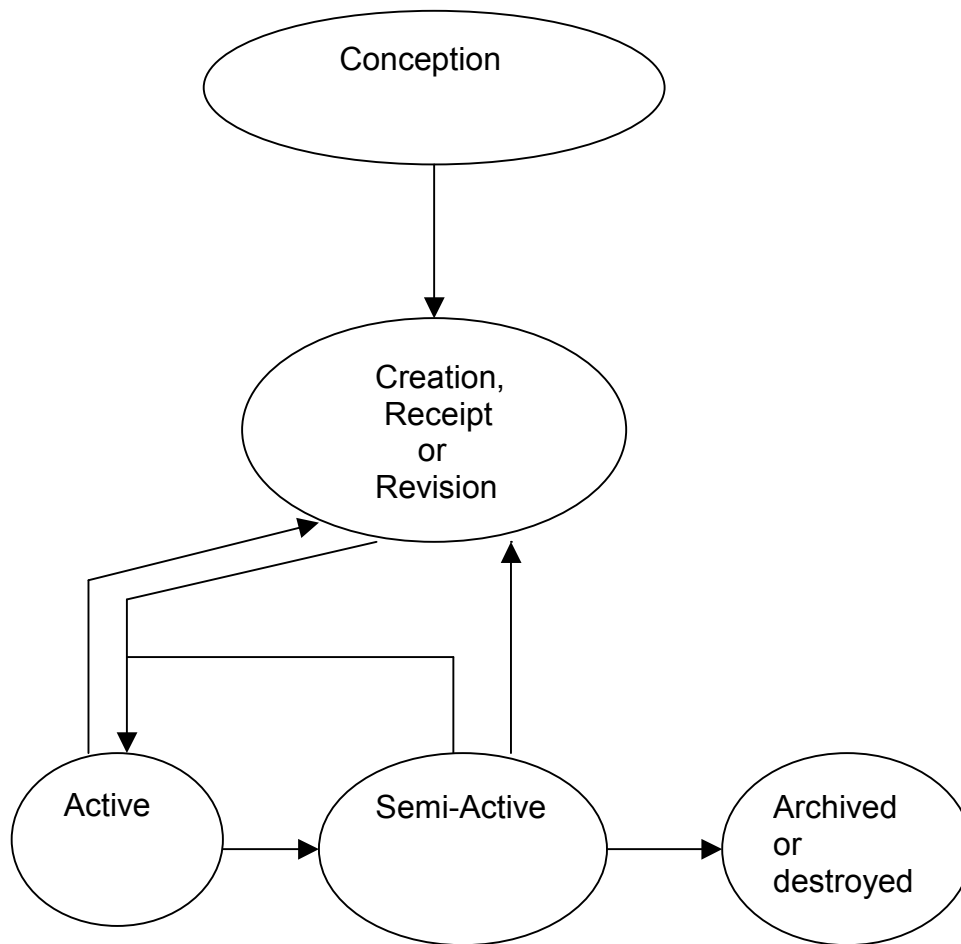 Conception
Creation,
Receipt
or
Revision
Active
Semi-Active
Archived
or
destroyed